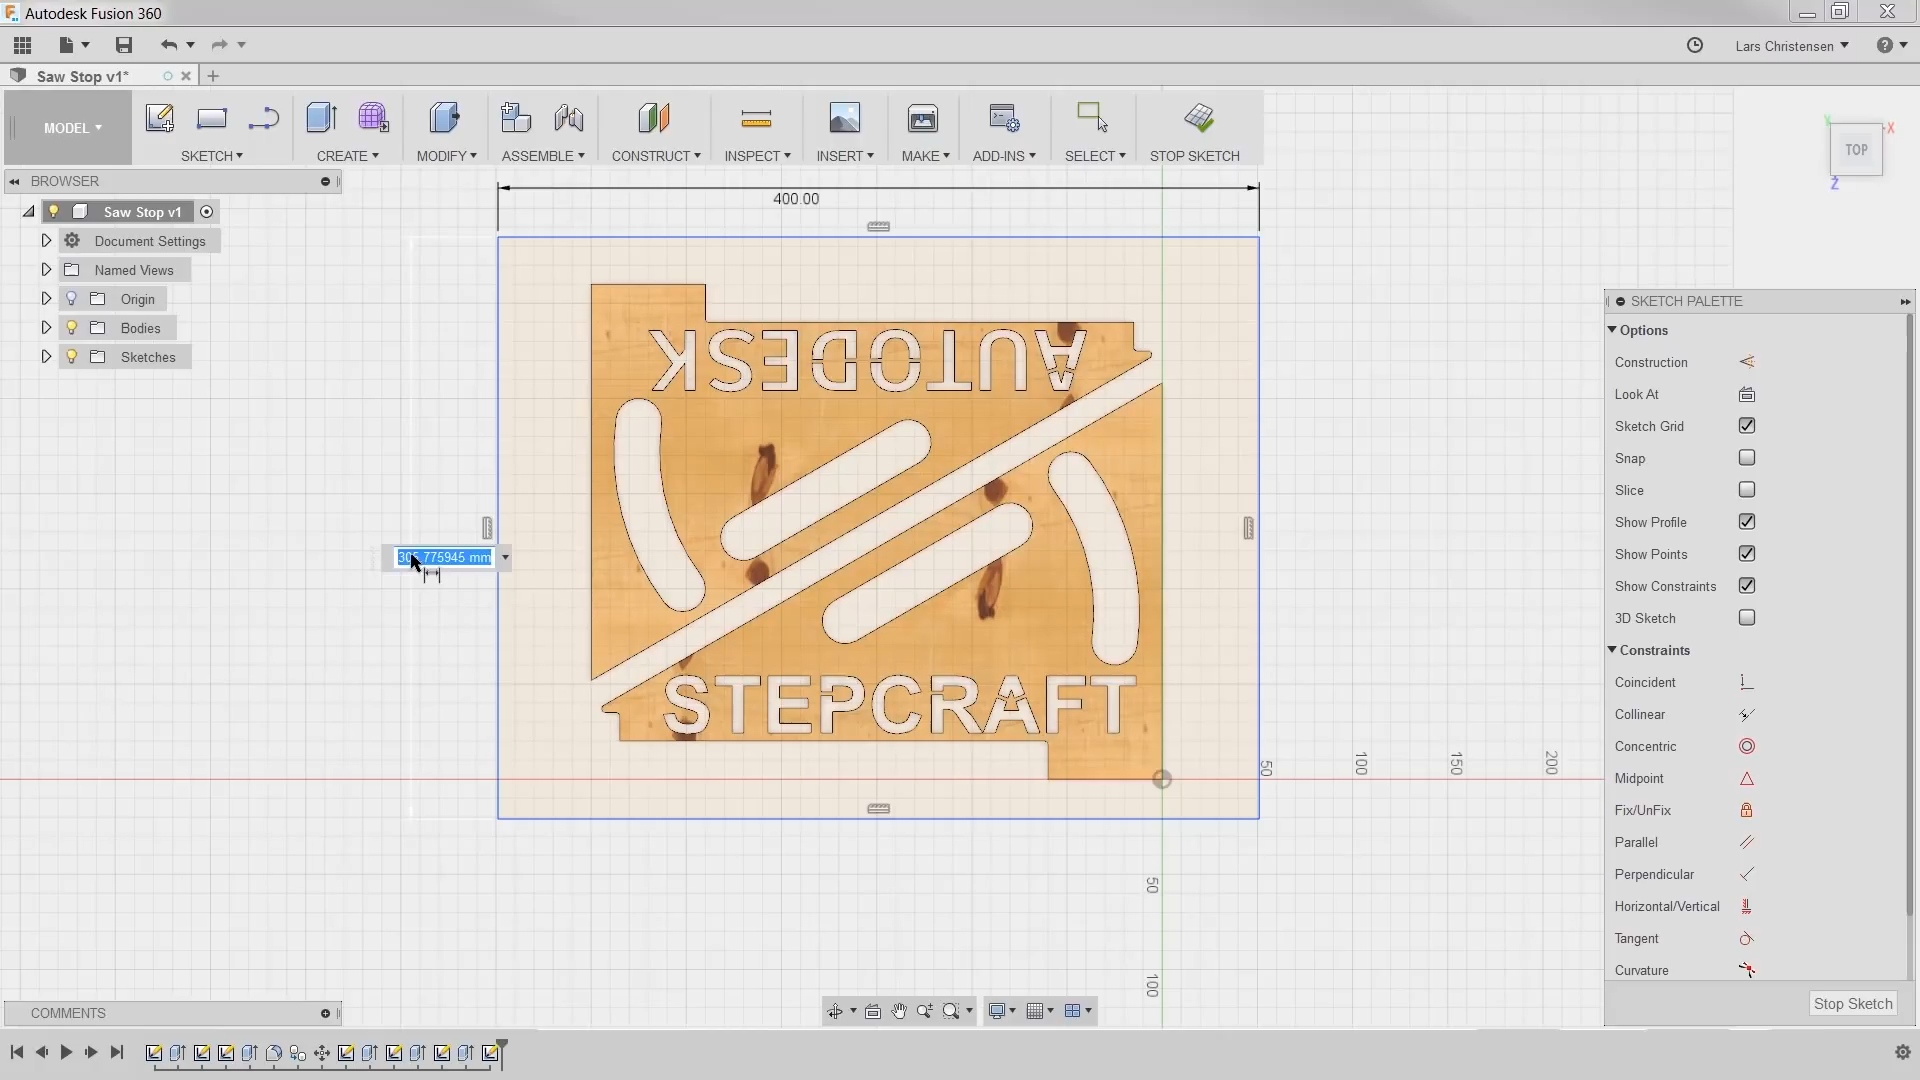 Autodesk Fusion 360
Lars Christensen
Saw Stop v1*
MODEL
SKETCH
CREATE
MODIFY
ASSEMBLE
CONSTRUCT
INSPECT
INSERT
MAKE
ADD-INS
SELECT
STOP SKETCH
TOP
X
Y
Z
BROWSER
Saw Stop v1
Document Settings
Named Views
Origin
Bodies
Sketches
400.00
AUTODESK
775945 mm
STEPCRAFT
50
100
150
200
50
100
SKETCH PALETTE
Options
Construction
Look At
Sketch Grid
Snap
Slice
Show Profile
Show Points
Show Constraints
3D Sketch
Constraints
Coincident
Collinear
Concentric
Midpoint
Fix/UnFix
Parallel
Perpendicular
Horizontal/Vertical
Tangent
Curvature
Stop Sketch
COMMENTS